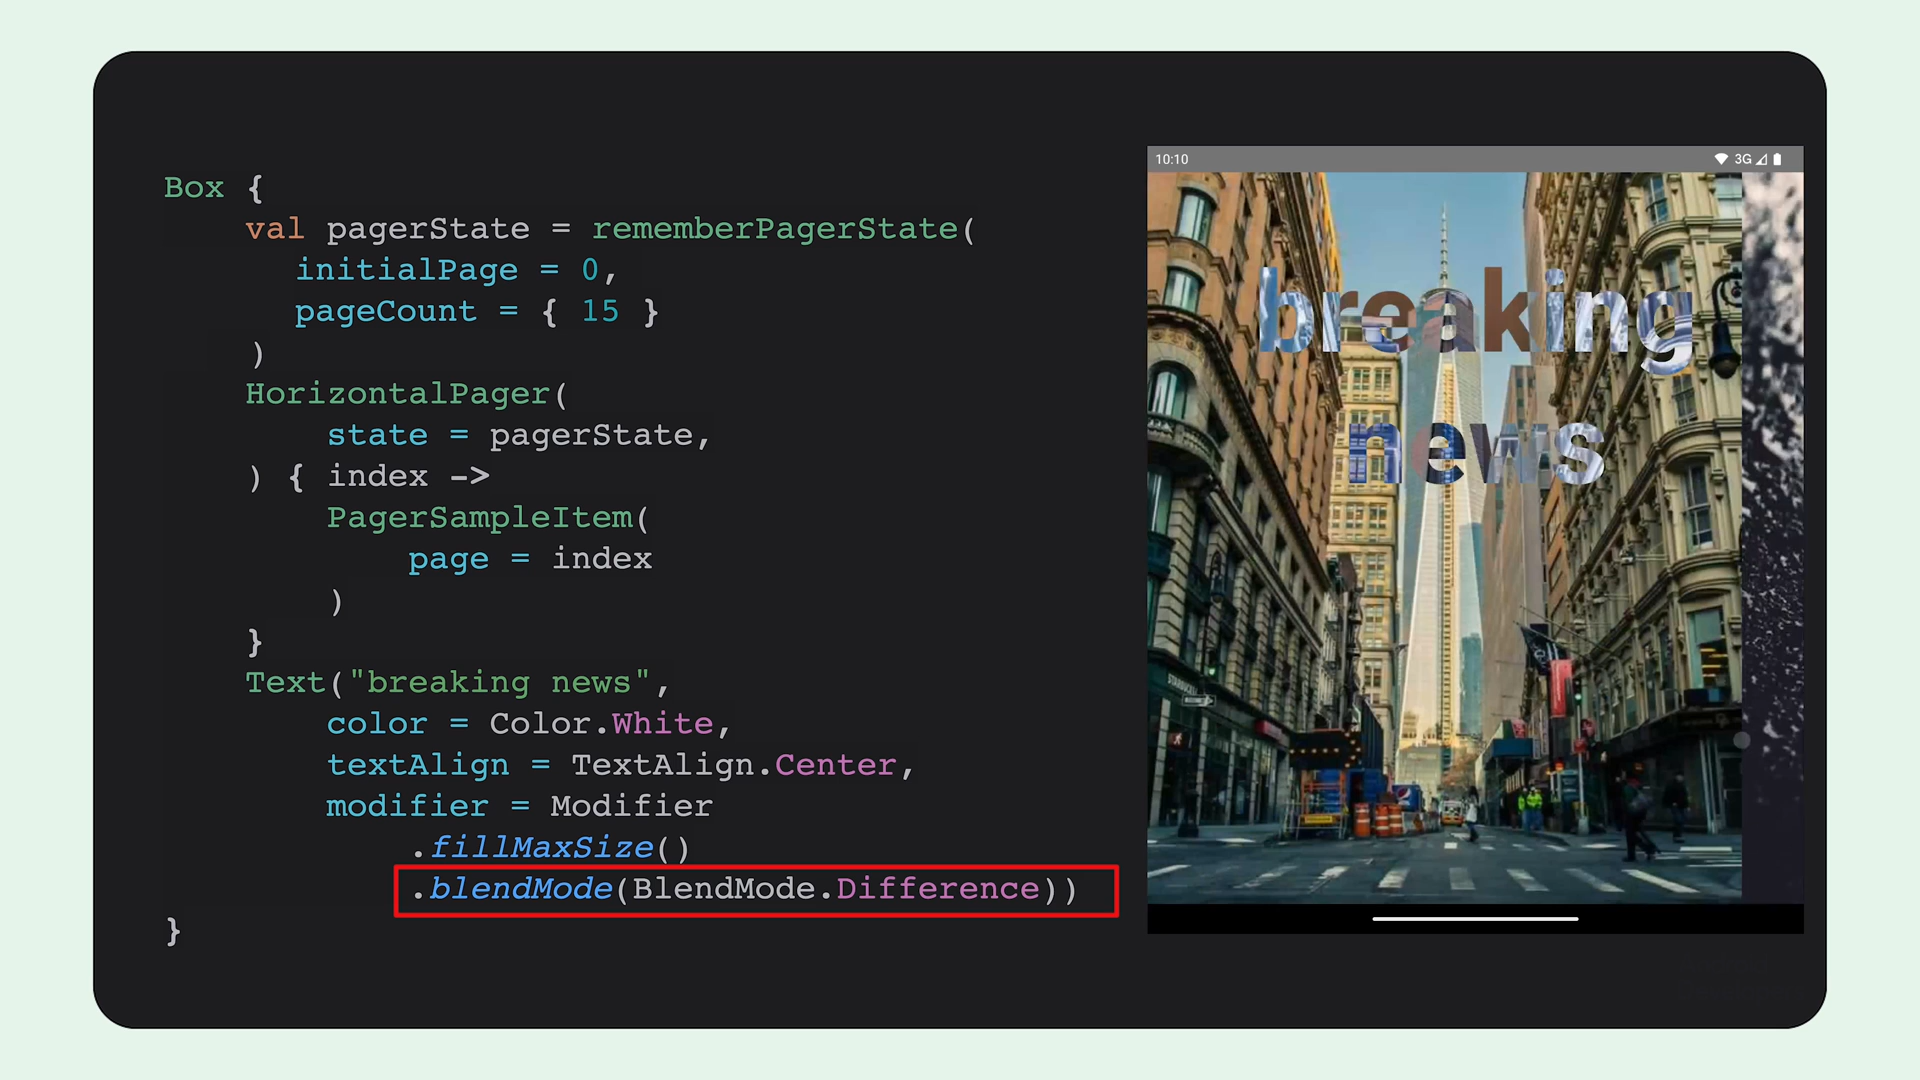 Box {
val pagerState = rememberPagerState(
initialPage = 0,
pageCount = { 15 }
)
HorizontalPager(
state = pagerState,
) { index ->
PagerSampleItem(
page = index
)
}
Text("breaking news",
color = Color.White,
textAlign = TextAlign.Center,
modifier = Modifier
.fillMaxSize()
.blendMode(BlendMode.Difference))
}
10:10
3G
breaking
news